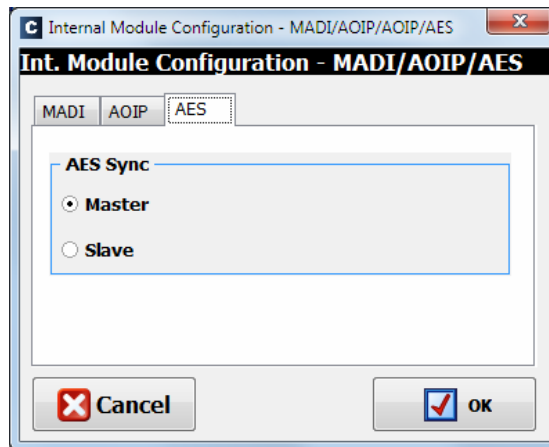 C Internal Module Configuration - MADI/AOIP/AOIP/AES X
Int. Module Configuration - MADI/AOIP/AES
MADI AOIP AES
AES Sync
Master
Slave
Cancel OK